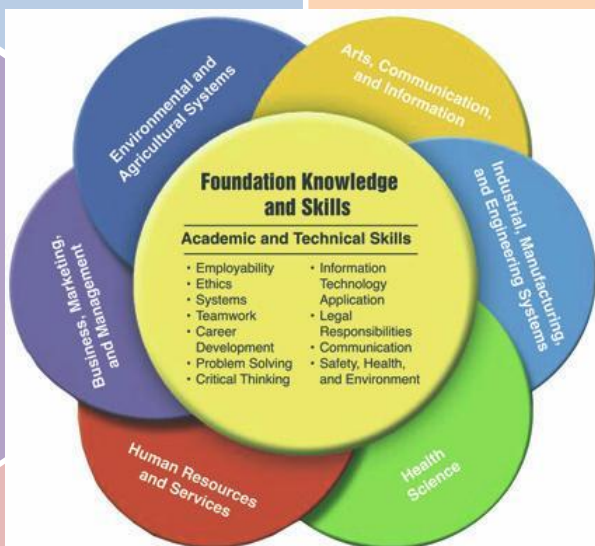 Environmental and
Agricultural Systems
Arts, Communication,
and Information
Industrial, Manufacturing,
and Engineering Systems
Health
Science
Human Resources
and Services
Business, Marketing,
and Management
Foundation Knowledge
and Skills
Academic and Technical Skills
• Employability
• Ethics
• Systems
• Teamwork
• Career
Development
• Problem Solving
• Critical Thinking
• Information
Technology
Application
• Legal
Responsibilities
• Communication
• Safety, Health,
and Environment